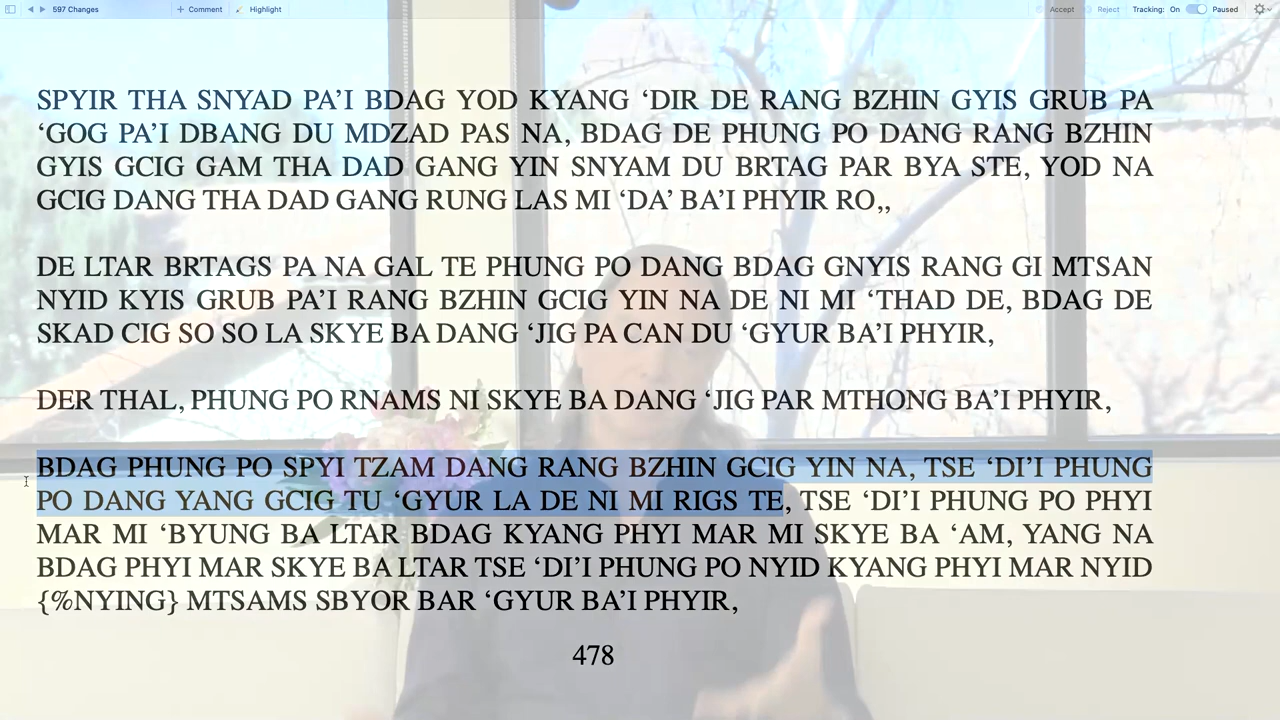 597 Changes
Comment
Highlight
Accept
Reject
Tracking:
On
Paused
SPYIR THA SNYAD PA’I BDAG YOD KYANG ‘DIR DE RANG BZHIN GYIS GRUB PA
‘GOG PA’I DBANG DU MDZAD PAS NA, BDAG DE PHUNG PO DANG RANG BZHIN
GYIS GCIG GAM THA DAD GANG YIN SNYAM DU BRTAG PAR BYA STE, YOD NA
GCIG DANG THA DAD GANG RUNG LAS MI ‘DA’ BA’I PHYIR RO,,
DE LTAR BRTAGS PA NA GAL TE PHUNG PO DANG BDAG GNYIS RANG GI MTSAN
NYID KYIS GRUB PA’I RANG BZHIN GCIG YIN NA DE NI MI ‘THAD DE, BDAG DE
SKAD CIG SO SO LA SKYE BA DANG ‘JIG PA CAN DU ‘GYUR BA’I PHYIR,
DER THAL, PHUNG PO RNAMS NI SKYE BA DANG ‘JIG PAR MTHONG BA’I PHYIR,
BDAG PHUNG PO SPYI TZAM DANG RANG BZHIN GCIG YIN NA, TSE ‘DI’I PHUNG
PO DANG YANG GCIG TU ‘GYUR LA DE NI MI RIGS TE, TSE ‘DI’I PHUNG PO PHYI
MAR MI ‘BYUNG BA LTAR BDAG KYANG PHYI MAR MI SKYE BA ‘AM, YANG NA
BDAG PHYI MAR SKYE BA LTAR TSE ‘DI’I PHUNG PO NYID KYANG PHYI MAR NYID
{%NYING} MTSAMS SBYOR BAR ‘GYUR BA’I PHYIR,
478